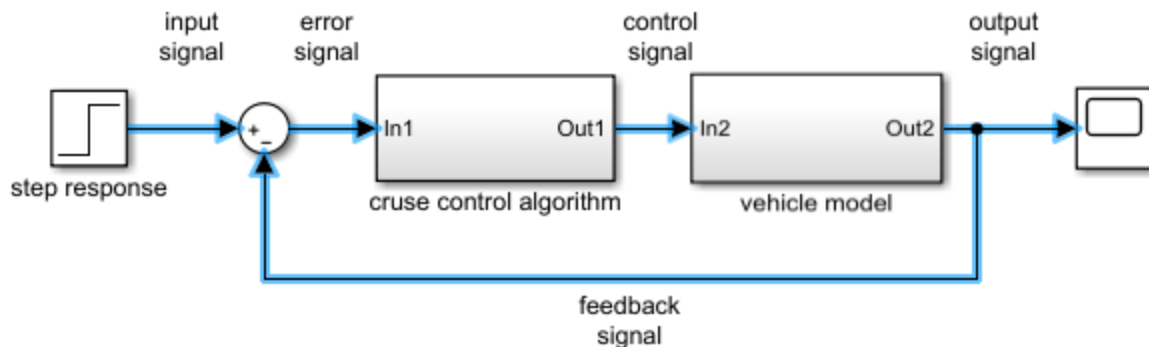 input
signal
error
signal
control
signal
output
signal
+
−
In1
Out1
In2
Out2
step response
cruse control algorithm
vehicle model
feedback
signal